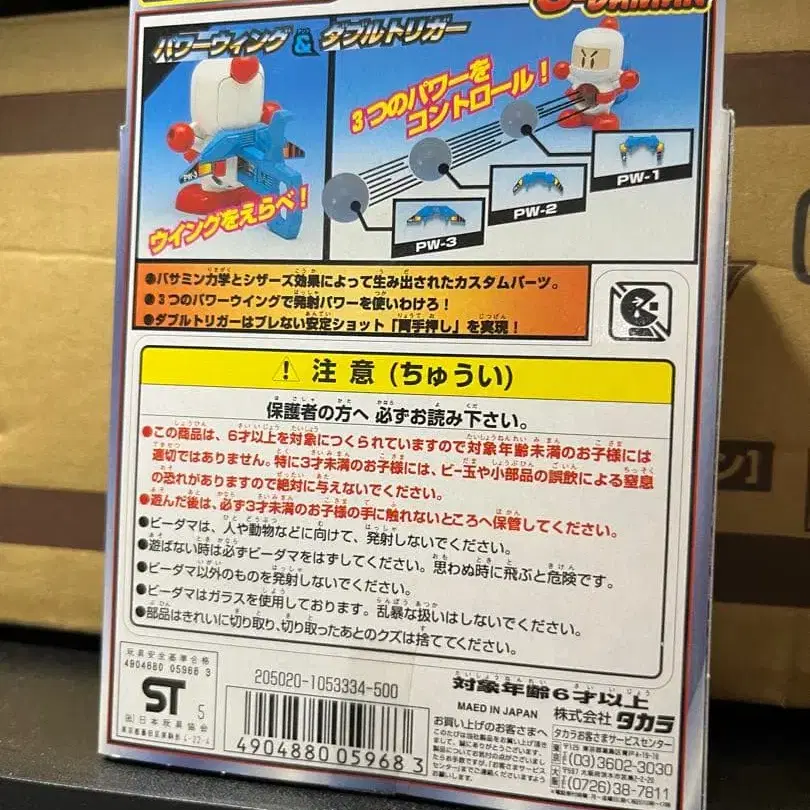 パワーウィング & ダブルトリガー
3つのパワーを
コントロール!
PW-3
ウイングをえらべ!
PW-1
PW-2
PW-3
●バサミン力学とシザーズ効果によって生み出されたカスタムパーツ。
●3つのパワーウイングで発射パワーを使いわけろ!
●ダブルトリガーはブレない安定ショット「両手押し」を実現!
注意(ちゅうい)
保護者の方へ 必ずお読み下さい。
●この商品は、6才以上を対象につくられていますので対象年齢未満のお子様には
適切ではありません。特に3才未満のお子様には、ビー玉や小部品の誤飲による窒息
の恐れがありますので絶対に与えないでください。
●遊んだ後は、必ず3才未満のお子様の手に触れないところへ保管してください。
●ビーダマは、人や動物などに向けて、発射しないでください。
●遊ばない時は必ずビーダマをはずしてください。思わぬ時に飛ぶと危険です。
●ビーダマ以外のものを発射しないでください。
●ビーダマはガラスを使用しております。乱暴な扱いはしないでください。
●部品はきれいに切り取り、切り取ったあとのクズは捨ててください。
玩具安全基準合格
4904880 05968 3
ST 5
(社)日本玩具協会
205020-1053334-500
4904880 059683
対象年齢6才以上
MAED IN JAPAN 株式会社 タカラ
お買い上げのお客さまへ
タカラお客さまサービスセンター
(03)3602-3030
(0726)38-7811